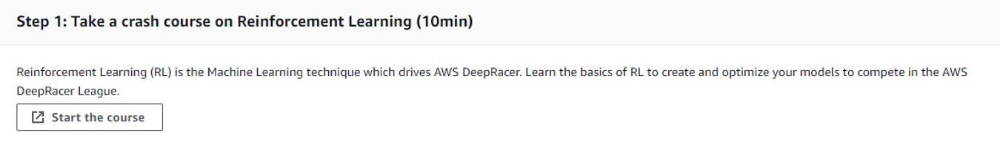 Step 1: Take a crash course on Reinforcement Learning (10min)
Reinforcement Learning (RL) is the Machine Learning technique which drives AWS DeepRacer. Learn the basics of RL to create and optimize your models to compete in the AWS
DeepRacer League.
Start the course